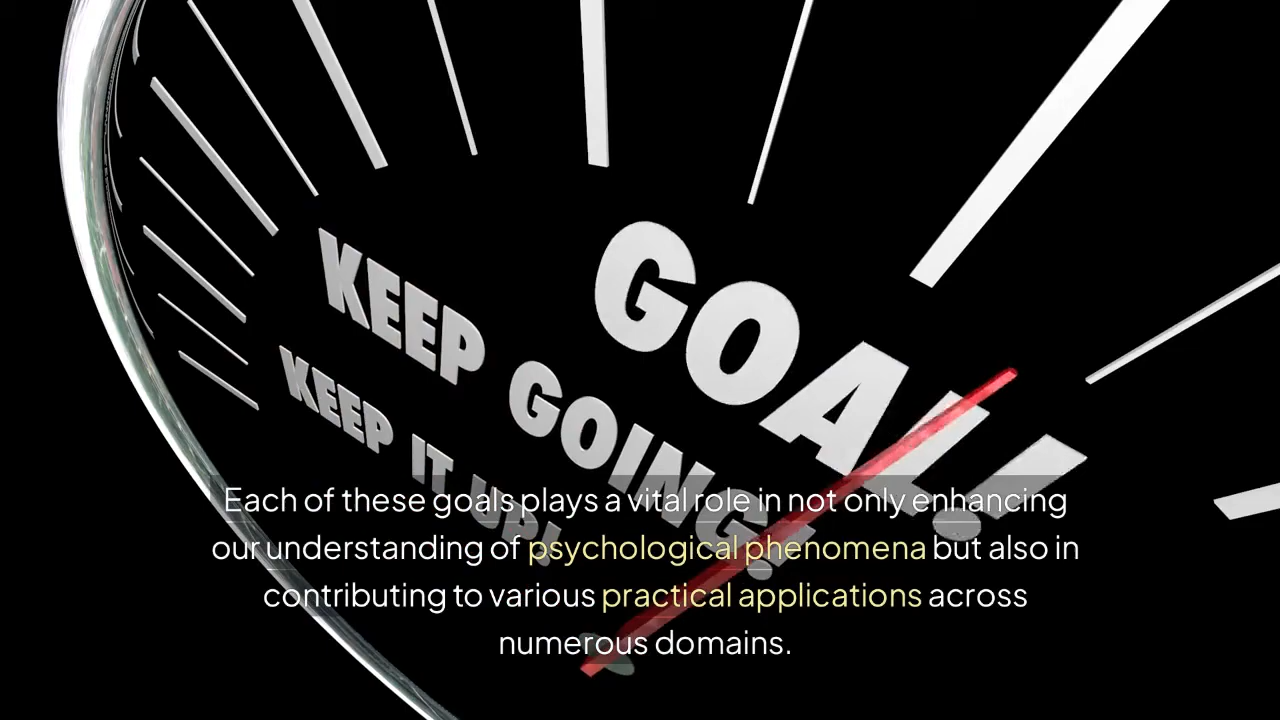 GOAL!
KEEP GOING!
KEEP IT UP!
Each of these goals plays a vital role in not only enhancing
our understanding of psychological phenomena but also in
contributing to various practical applications across
numerous domains.